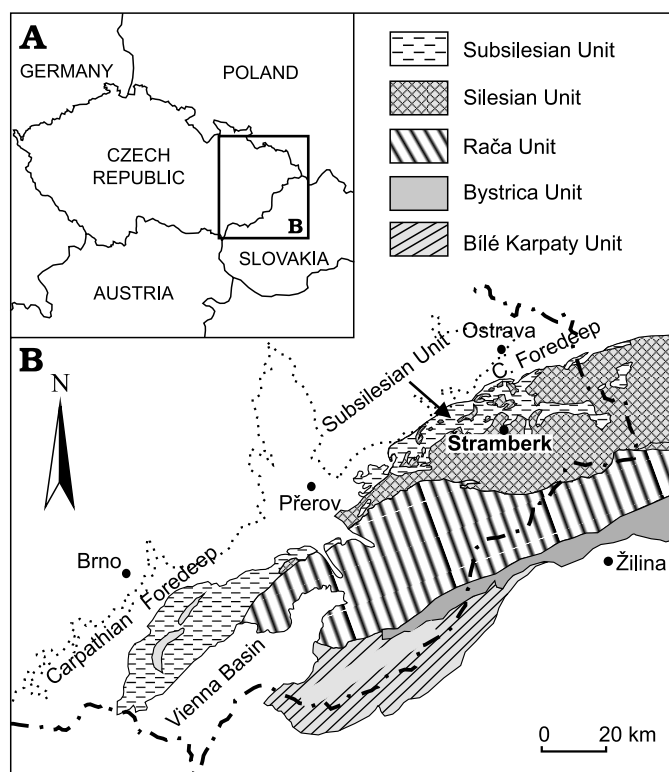 A
GERMANY
POLAND
CZECH
REPUBLIC
B
SLOVAKIA
AUSTRIA
Subsilesian Unit
Silesian Unit
Rača Unit
Bystrica Unit
Bílé Karpaty Unit
B
N
Ostrava
C. Foredeep
Subsilesian Unit
Stramberk
Přerov
Brno
Žilina
Carpathian Foredeep
Vienna Basin
0 20 km